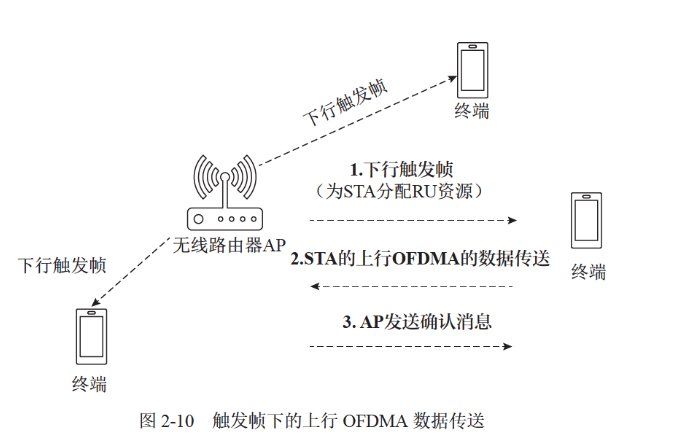 下行触发帧
终端
1.下行触发帧
（为STA分配RU资源）
无线路由器AP
下行触发帧
2.STA的上行OFDMA的数据传送
终端
3. AP发送确认消息
终端
图 2-10 触发帧下的上行 OFDMA 数据传送